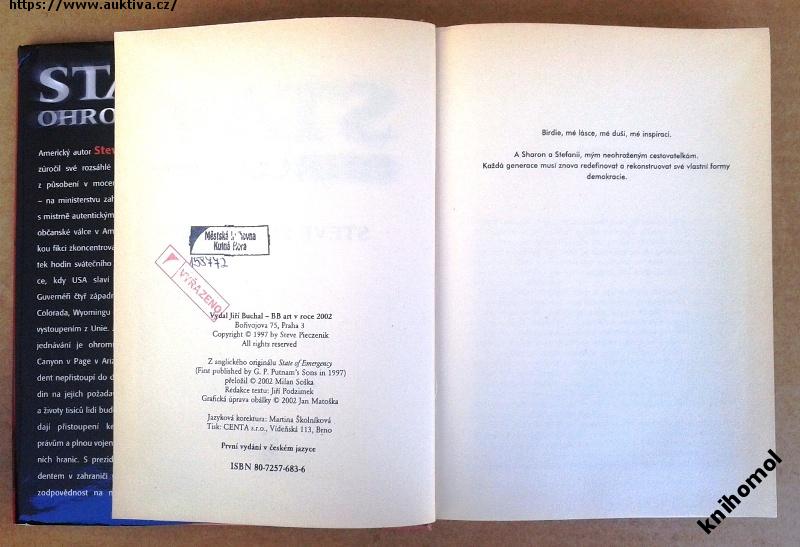 https://www.auktiva.cz/
STA
OHRO
Americký autor Stev
zúročil své rozsáhlé
z působení v mocen
– na ministerstvu zah
s mistrně autentickým
občanské válce v Am
kou fikci zkoncentrova
tek hodin svátečního
ce, kdy USA slaví
Guvernéři čtyř západn
Colorada, Wyomingu
vystoupením z Unie. J
jednávání je ohrom
Canyon v Page v Ariz
dent nepřistoupí do d
din na jejich požadav
a životy tisíců lidí bud
dají přistoupení ke
právům a plnou vojen
ních hranic. S prezid
dentem v zahraničí
zodpovědnost na n
Městská knihovna
Kutná Hora
158772
VYŘAZENO
Vydal Jiří Buchal – BB art v roce 2002
Bořivojova 75, Praha 3
Copyright © 1997 by Steve Pieczenik
All rights reserved
Z anglického originálu State of Emergency
(First published by G. P. Putnam's Sons in 1997)
přeložil © 2002 Milan Soška
Redakce textu: Jiří Podzimek
Grafická úprava obálky © 2002 Jan Matoška
Jazyková korektura: Martina Školníková
Tisk: CENTA s.r.o., Vídeňská 113, Brno
První vydání v českém jazyce
ISBN 80-7257-683-6
Birdie, mé lásce, mé duši, mé inspiraci.
A Sharon a Stefanii, mým neohroženým cestovatelkám.
Každá generace musí znova redefinovat a rekonstruovat své vlastní formy
demokracie.
knihomol